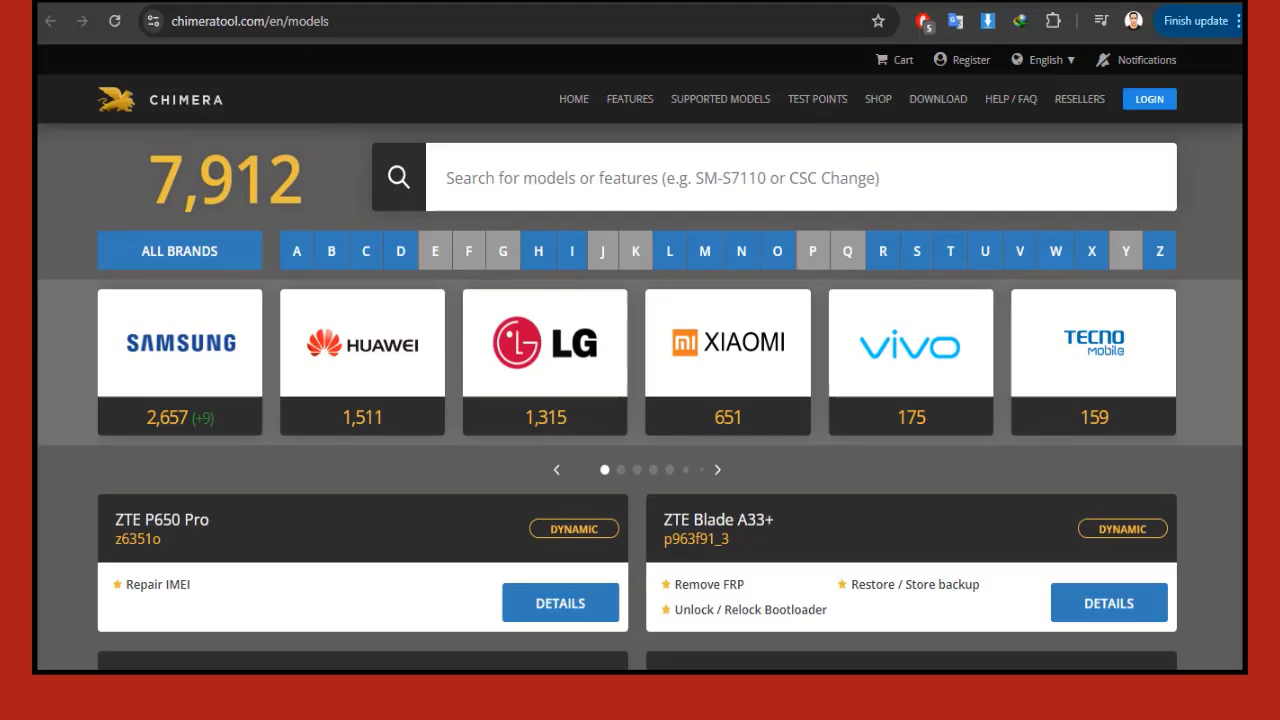 chimeratool.com/en/models
5
Finish update
Cart Register English ▼ Notifications
CHIMERA
HOME FEATURES SUPPORTED MODELS TEST POINTS SHOP DOWNLOAD HELP / FAQ RESELLERS LOGIN
7,912
Search for models or features (e.g. SM-S7110 or CSC Change)
ALL BRANDS A B C D E F G H I J K L M N O P Q R S T U V W X Y Z
SAMSUNG HUAWEI LG XIAOMI vivo TECNO mobile
2,657 (+9) 1,511 1,315 651 175 159
ZTE P650 Pro
z6351o
DYNAMIC
Repair IMEI
DETAILS
ZTE Blade A33+
p963f91_3
DYNAMIC
Remove FRP Restore / Store backup
Unlock / Relock Bootloader
DETAILS